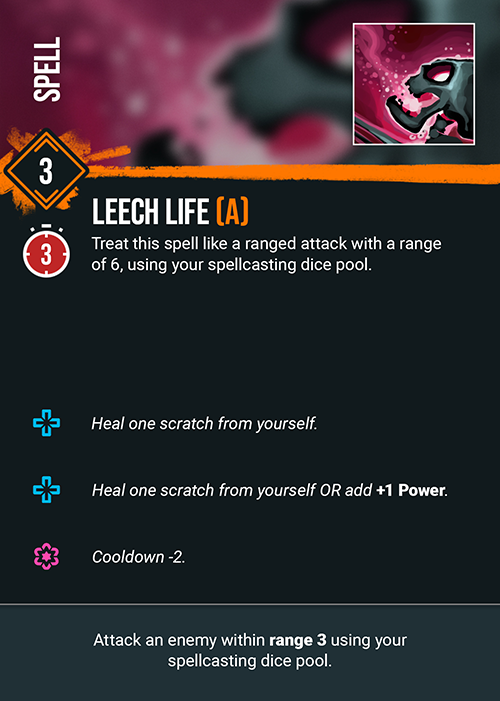 SPELL
3
LEECH LIFE (A)
3
Treat this spell like a ranged attack with a range
of 6, using your spellcasting dice pool.
Heal one scratch from yourself.
Heal one scratch from yourself OR add +1 Power.
Cooldown -2.
Attack an enemy within range 3 using your
spellcasting dice pool.